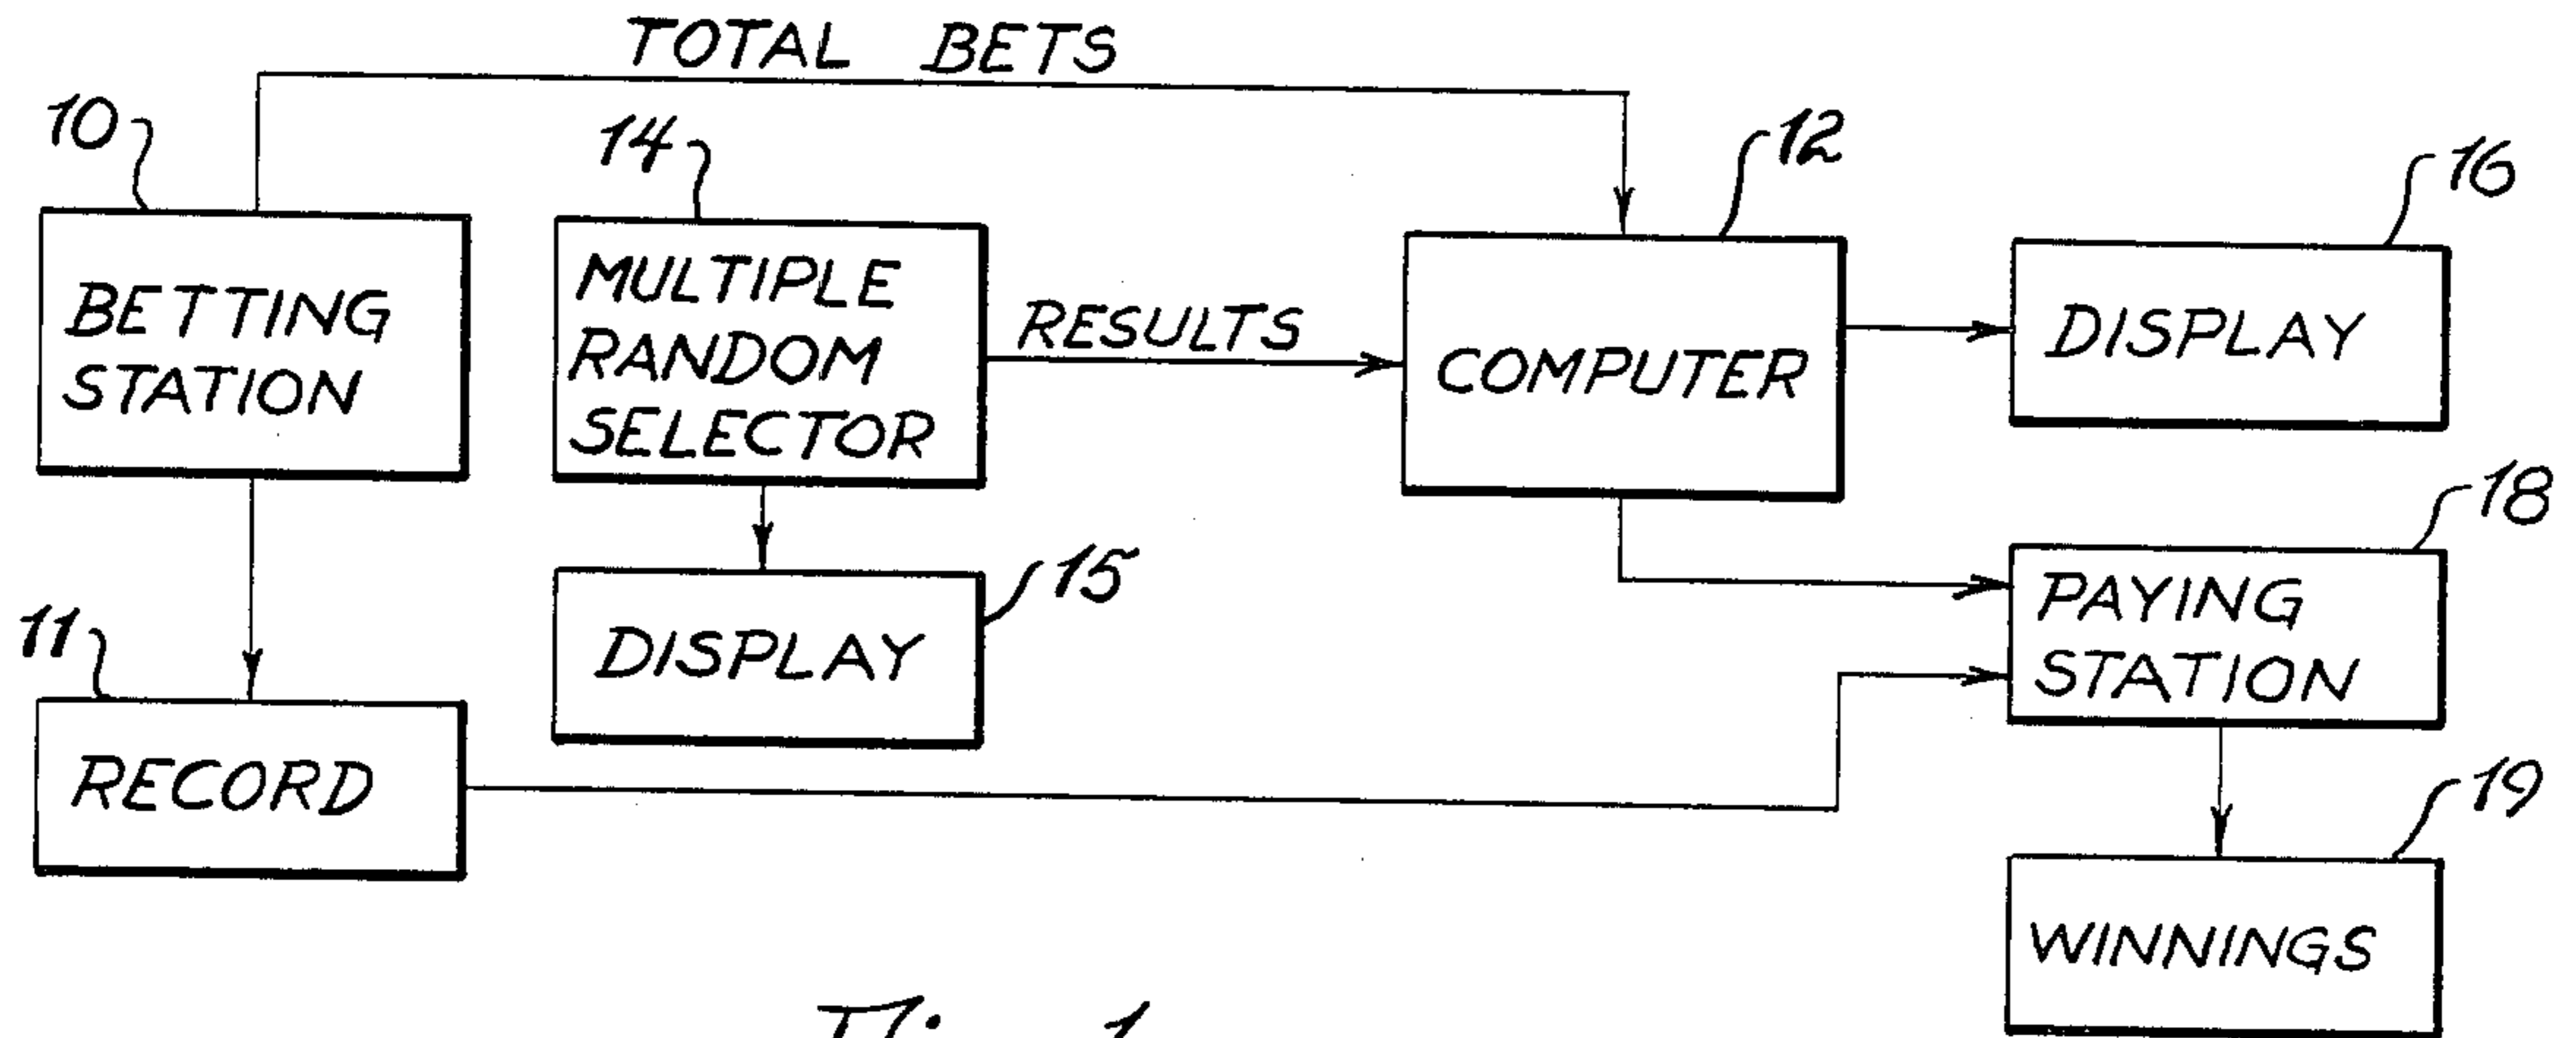 TOTAL BETS
10
14
12
16
BETTING
STATION
MULTIPLE
RANDOM
SELECTOR
RESULTS
COMPUTER
DISPLAY
18
15
11
DISPLAY
PAYING
STATION
RECORD
19
WINNINGS
1